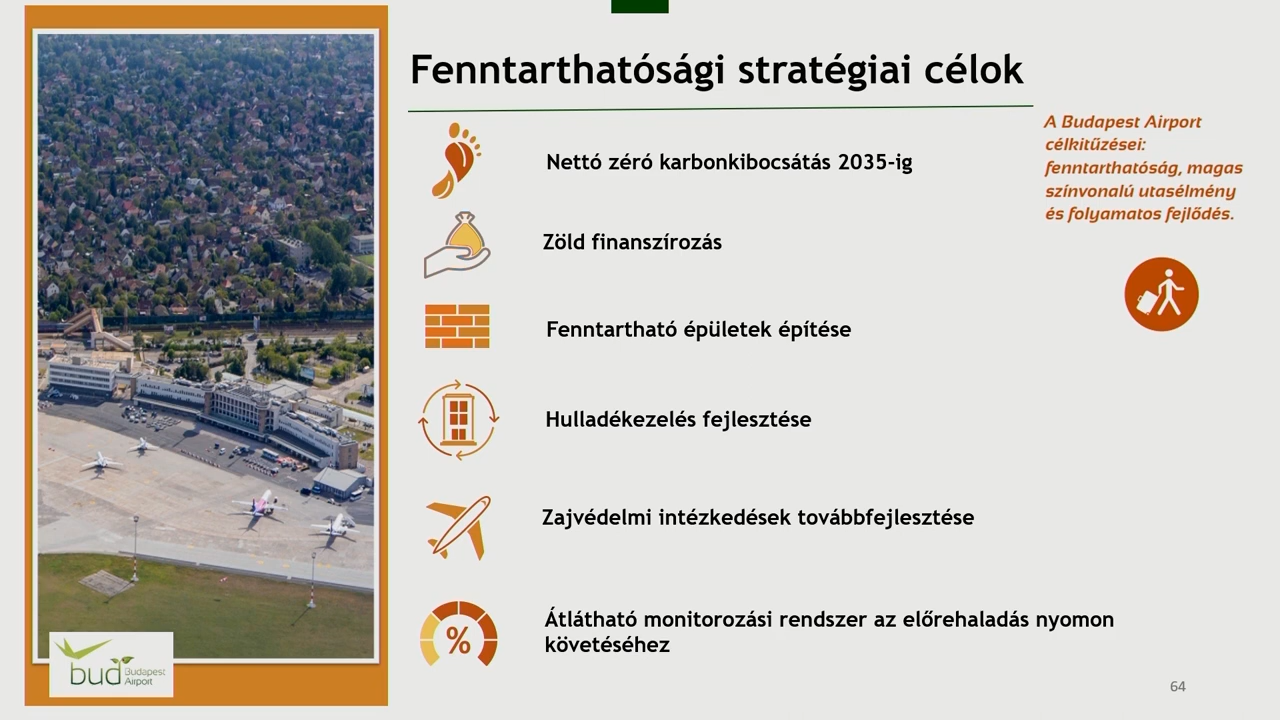 Fenntarthatósági stratégiai célok
A Budapest Airport
célkitűzései:
fenntarthatóság, magas
színvonalú utasélmény
és folyamatos fejlődés.
Nettó zéró karbonkibocsátás 2035-ig
Zöld finanszírozás
Fenntartható épületek építése
Hulladékezelés fejlesztése
Zajvédelmi intézkedések továbbfejlesztése
%
Átlátható monitorozási rendszer az előrehaladás nyomon
követéséhez
bud Budapest
Airport
64